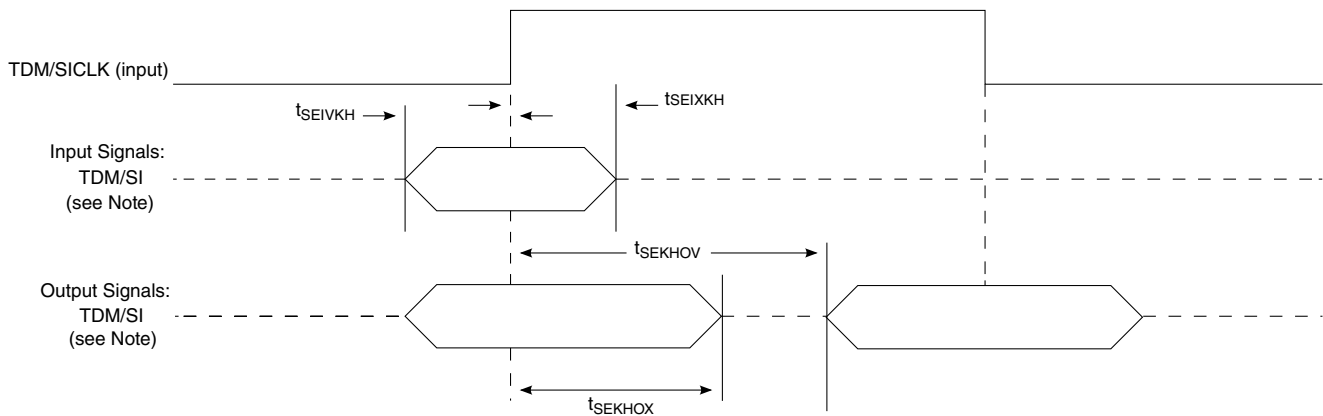 TDM/SICLK (input)
tSEIVKH
tSEIXKH
Input Signals:
TDM/SI
(see Note)
tSEKHOV
Output Signals:
TDM/SI
(see Note)
tSEKHOX